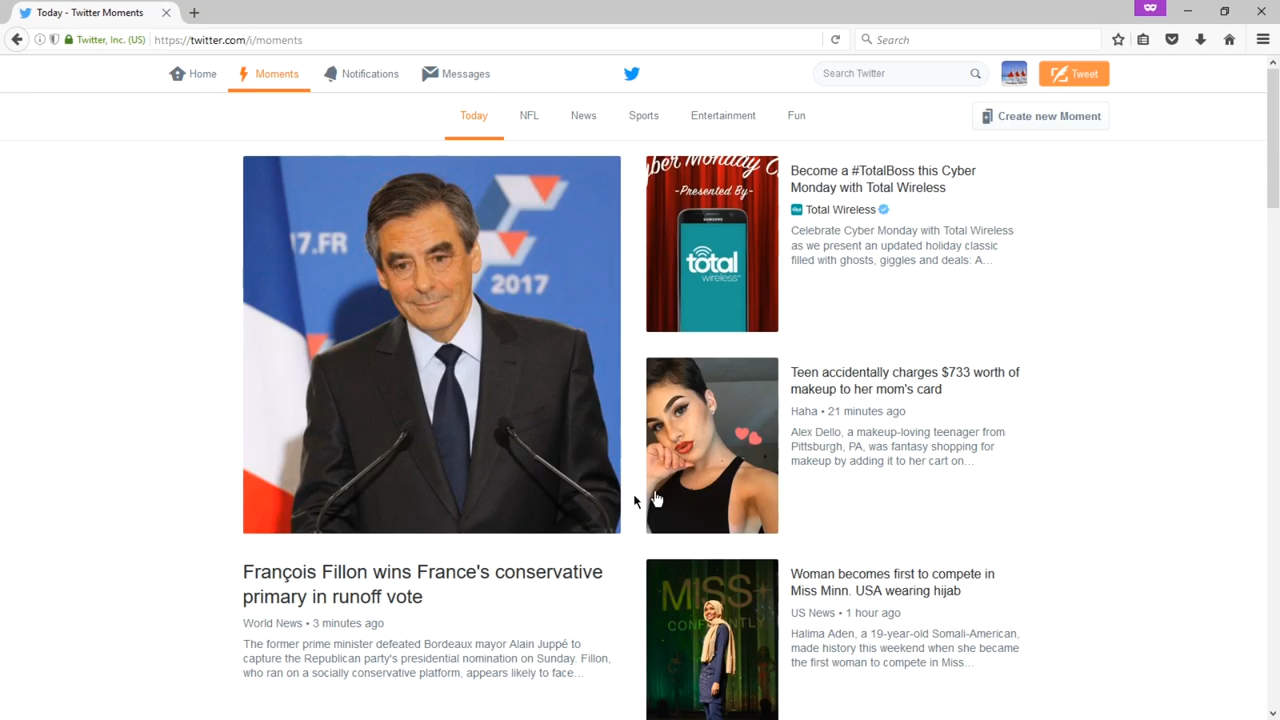 Today - Twitter Moments
Twitter, Inc. (US)
https://twitter.com/i/moments
Search
Home
Moments
Notifications
Messages
Search Twitter
Tweet
Today
NFL
News
Sports
Entertainment
Fun
Create new Moment
17.FR
2017
François Fillon wins France's conservative
primary in runoff vote
World News • 3 minutes ago
The former prime minister defeated Bordeaux mayor Alain Juppé to
capture the Republican party's presidential nomination on Sunday. Fillon,
who ran on a socially conservative platform, appears likely to face...
Monday
-Presented By-
SAMSUNG
total
wireless
Become a #TotalBoss this Cyber
Monday with Total Wireless
Total Wireless
Celebrate Cyber Monday with Total Wireless
as we present an updated holiday classic
filled with ghosts, giggles and deals: A...
Teen accidentally charges $733 worth of
makeup to her mom's card
Haha • 21 minutes ago
Alex Dello, a makeup-loving teenager from
Pittsburgh, PA, was fantasy shopping for
makeup by adding it to her cart on...
MISS
Woman becomes first to compete in
Miss Minn. USA wearing hijab
US News • 1 hour ago
Halima Aden, a 19-year-old Somali-American,
made history this weekend when she became
the first woman to compete in Miss...